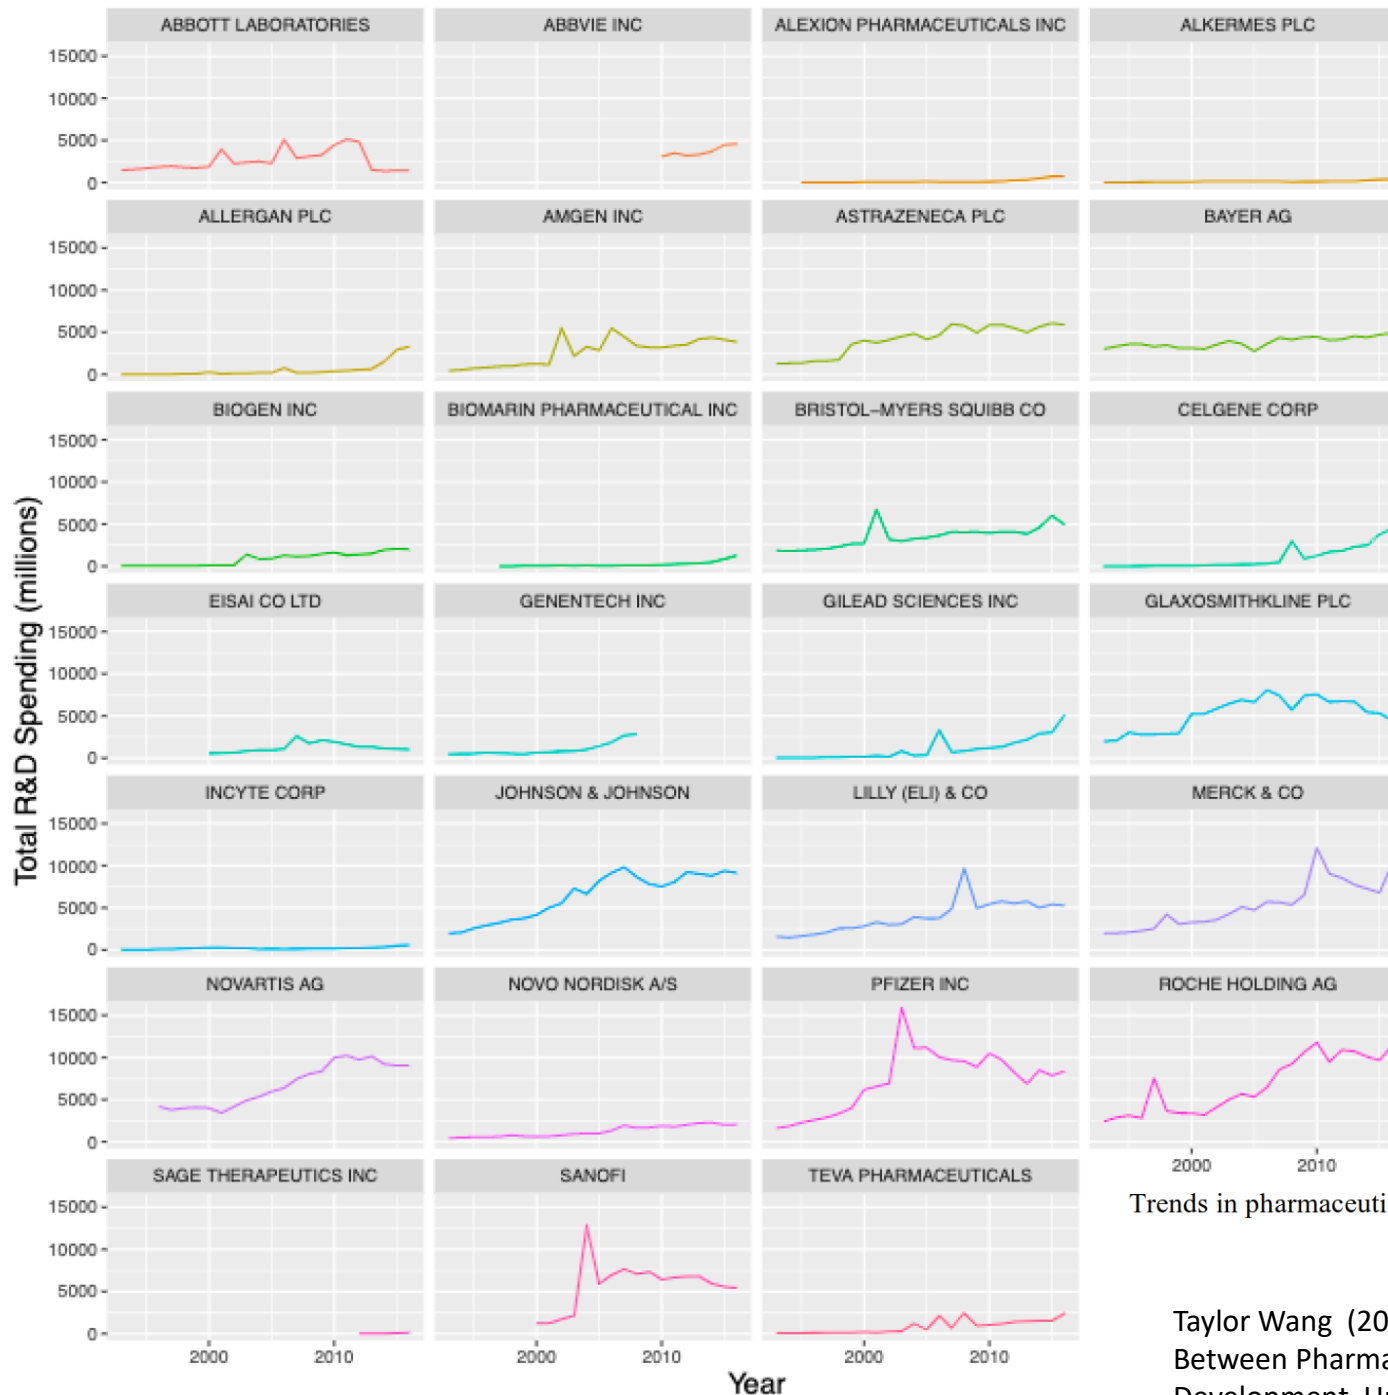 ABBOTT LABORATORIES
ABBVIE INC
ALEXION PHARMACEUTICALS INC
ALKERMES PLC
15000
10000
5000
0
ALLERGAN PLC
AMGEN INC
ASTRAZENECA PLC
BAYER AG
15000
10000
5000
0
BIOGEN INC
BIOMARIN PHARMACEUTICAL INC
BRISTOL−MYERS SQUIBB CO
CELGENE CORP
15000
10000
5000
0
EISAI CO LTD
GENENTECH INC
GILEAD SCIENCES INC
GLAXOSMITHKLINE PLC
15000
10000
5000
0
INCYTE CORP
JOHNSON & JOHNSON
LILLY (ELI) & CO
MERCK & CO
15000
10000
5000
0
NOVARTIS AG
NOVO NORDISK A/S
PFIZER INC
ROCHE HOLDING AG
15000
10000
5000
0
2000
2010
SAGE THERAPEUTICS INC
SANOFI
TEVA PHARMACEUTICALS
15000
10000
5000
0
2000
2010
2000
2010
2000
2010
Total R&D Spending (millions)
Year
Trends in pharmaceuti
Taylor Wang (20
Between Pharma